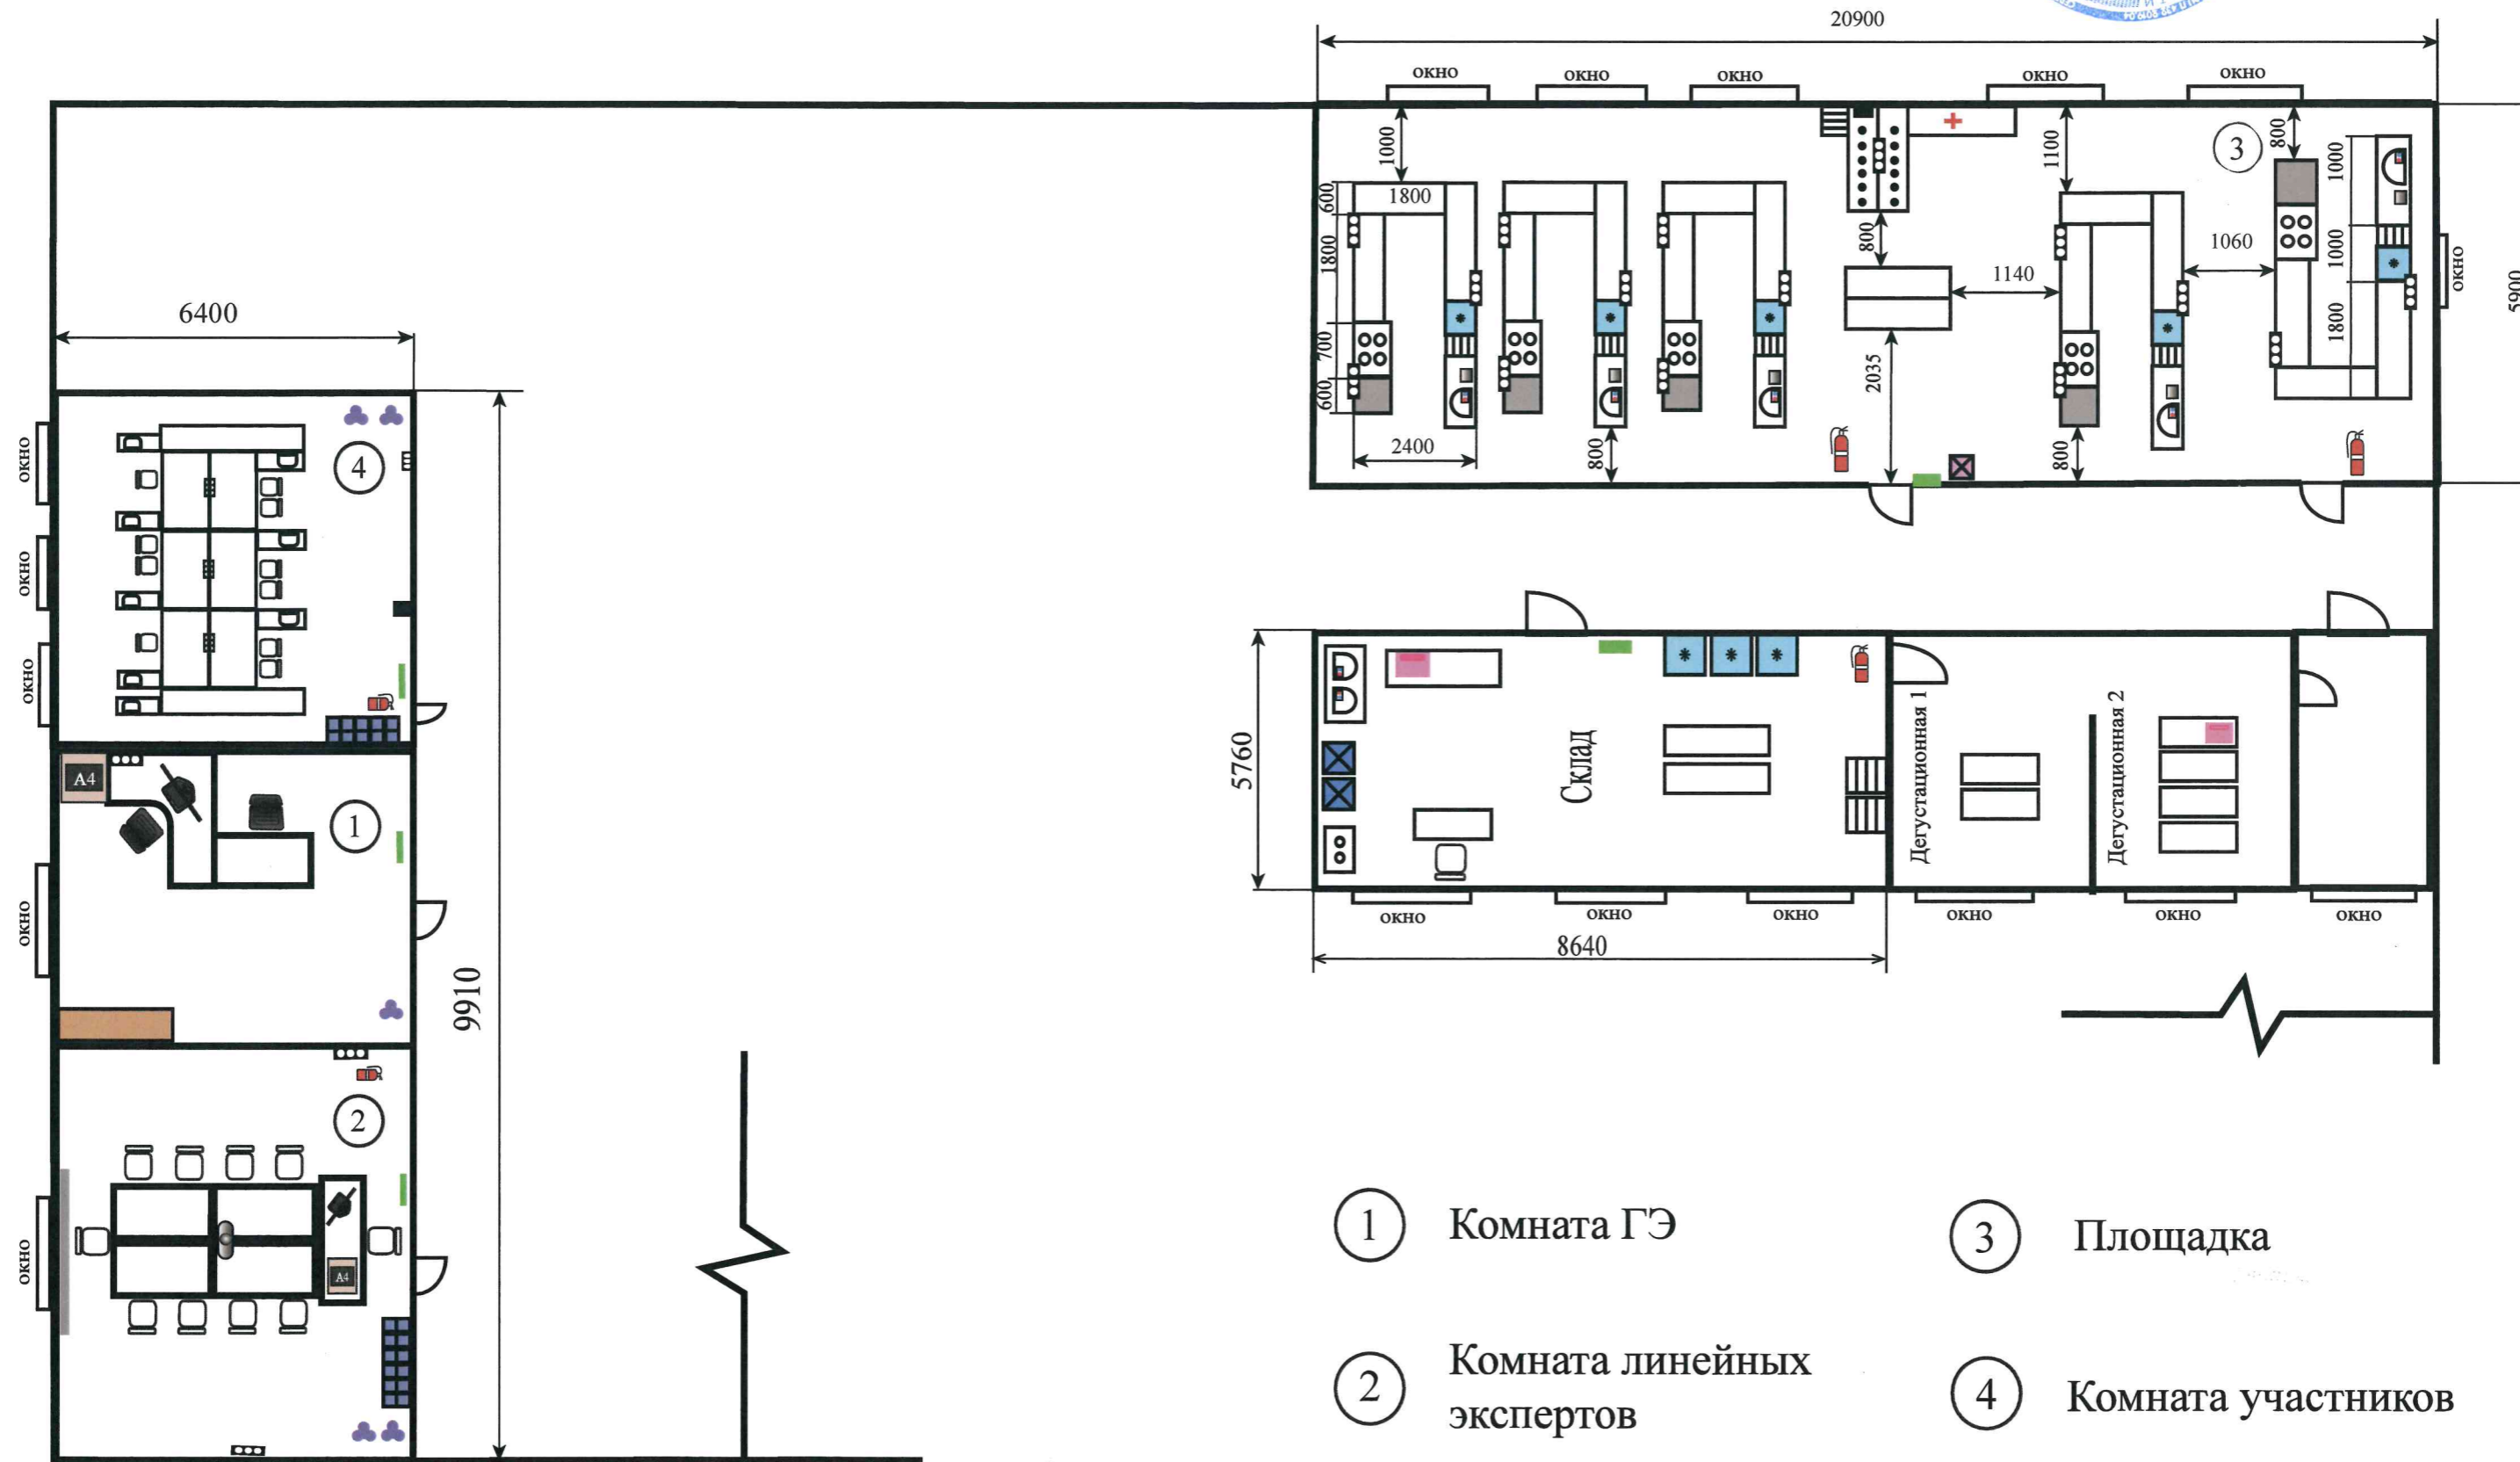 20900
ОКНО
ОКНО
ОКНО
ОКНО
ОКНО
1000
1100
3
800
1000
600
1800
1800
800
1060
1000
ОКНО
5900
1140
700
2035
1800
600
2400
800
800
6400
ОКНО
4
ОКНО
ОКНО
A4
1
ОКНО
9910
2
ОКНО
A4
5760
Склад
Дегустационная 1
Дегустационная 2
ОКНО
ОКНО
ОКНО
ОКНО
ОКНО
ОКНО
8640
1 Комната ГЭ
3 Площадка
2 Комната линейных
экспертов
4 Комната участников